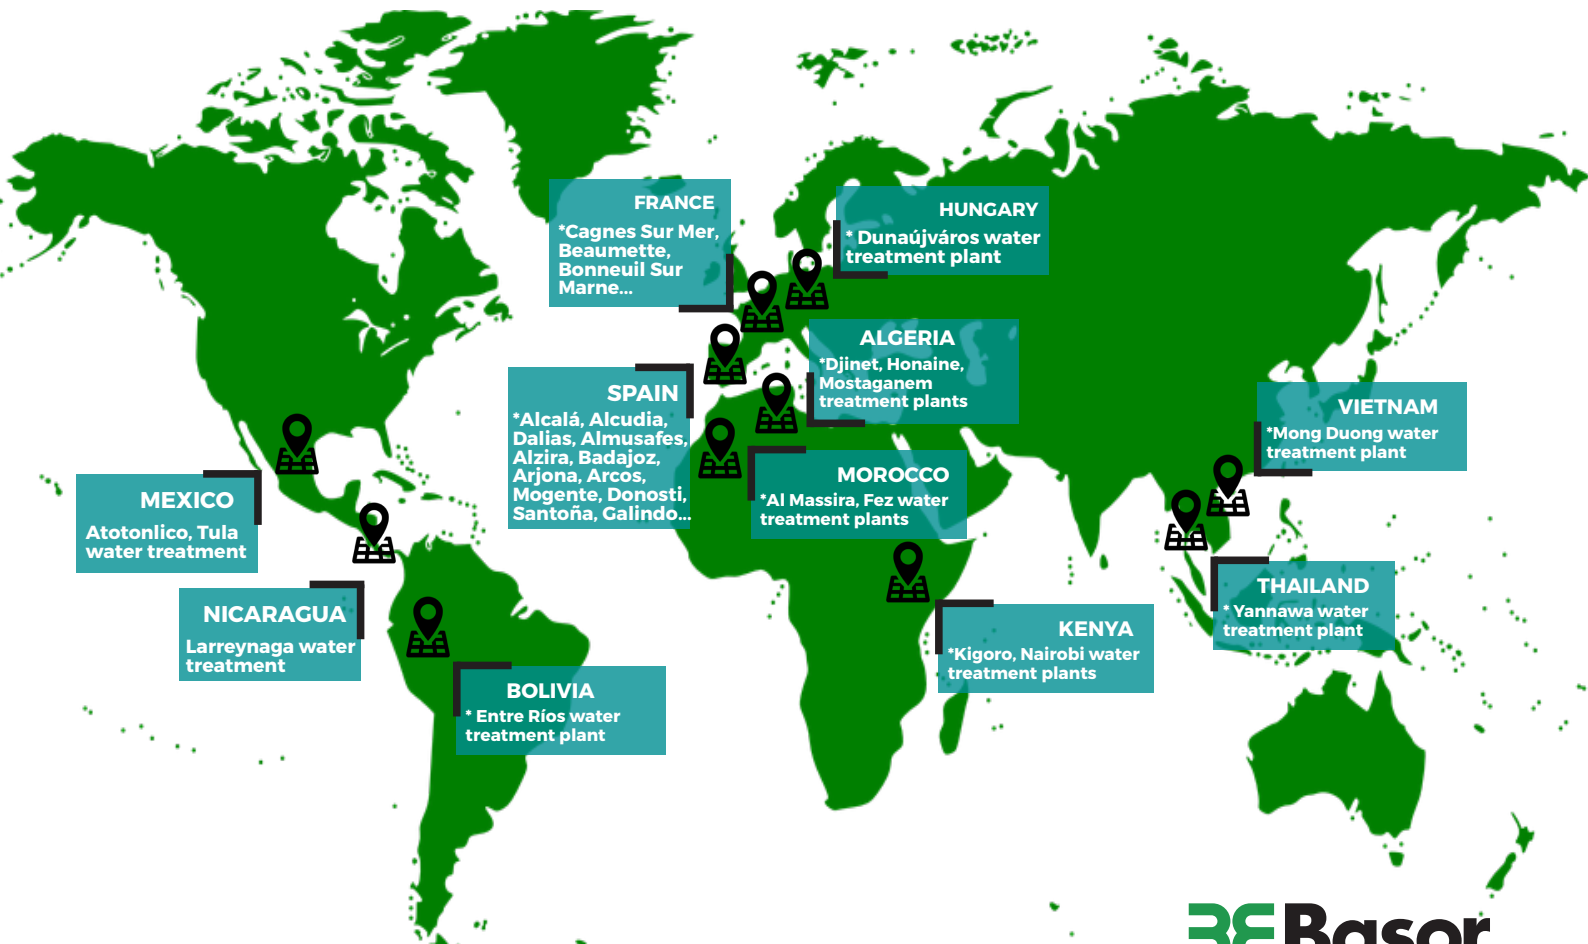 FRANCE
*Cagnes Sur Mer,
Beaumette,
Bonneuil Sur
Marne...
HUNGARY
* Dunaújváros water
treatment plant
ALGERIA
*Djinet, Honaine,
Mostaganem
treatment plants
SPAIN
*Alcalá, Alcudia,
Dalias, Almusafes,
Alzira, Badajoz,
Arjona, Arcos,
Mogente, Donosti,
Santoña, Galindo...
VIETNAM
*Mong Duong water
treatment plant
MOROCCO
*Al Massira, Fez water
treatment plants
MEXICO
Atotonlico, Tula
water treatment
THAILAND
* Yannawa water
treatment plant
NICARAGUA
Larreynaga water
treatment
KENYA
*Kigoro, Nairobi water
treatment plants
BOLIVIA
* Entre Ríos water
treatment plant
Basor